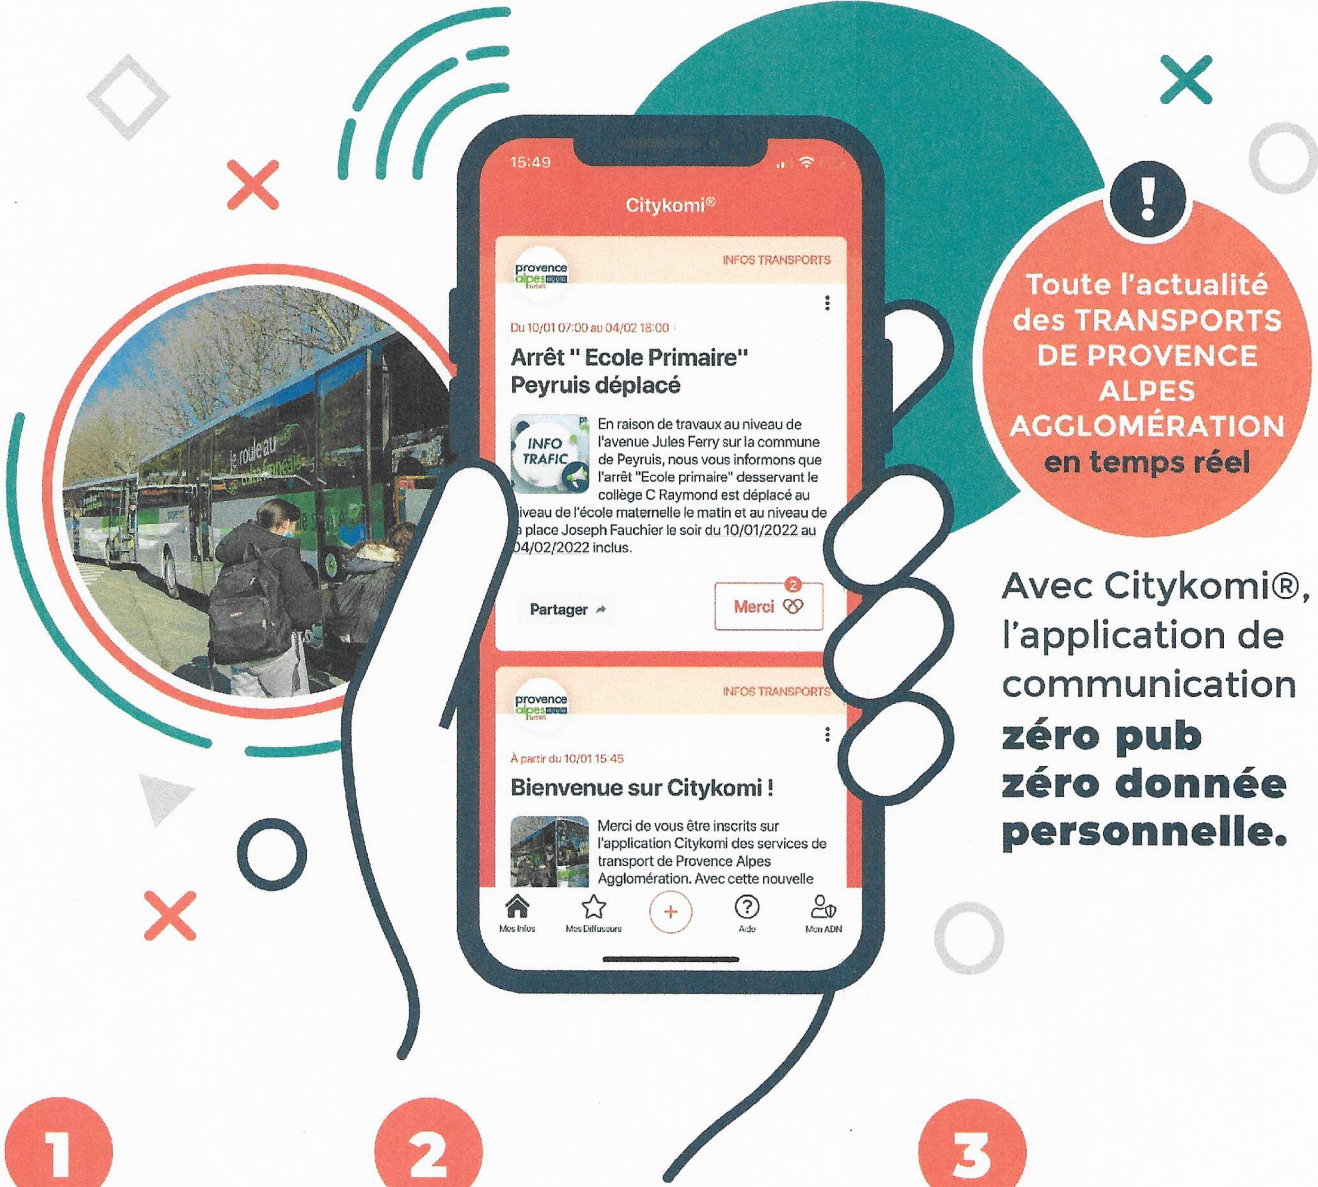 15:49
Citykomi®
provence
alpes
INFOS TRANSPORTS
Du 10/01 07:00 au 04/02 18:00
Arrêt " Ecole Primaire"
Peyruis déplacé
INFO
TRAFIC
En raison de travaux au niveau de
l'avenue Jules Ferry sur la commune
de Peyruis, nous vous informons que
l'arrêt "Ecole primaire" desservant le
collège C Raymond est déplacé au
iveau de l'école maternelle le matin et au niveau de
place Joseph Fauchier le soir du 10/01/2022 au
04/02/2022 inclus.
Partager
2
Merci
provence
alpes
INFOS TRANSPORTS
À partir du 10/01 15:45
Bienvenue sur Citykomi !
Merci de vous être inscrits sur
l'application Citykomi des services de
transport de Provence Alpes
Agglomération. Avec cette nouvelle
Mes Infos
Mes Diffuseurs
+
?
Aide
Mon ADN
je roule au
!
Toute l'actualité
des TRANSPORTS
DE PROVENCE
ALPES
AGGLOMÉRATION
en temps réel
Avec Citykomi®,
l'application de
communication
zéro pub
zéro donnée
personnelle.
1
2
3